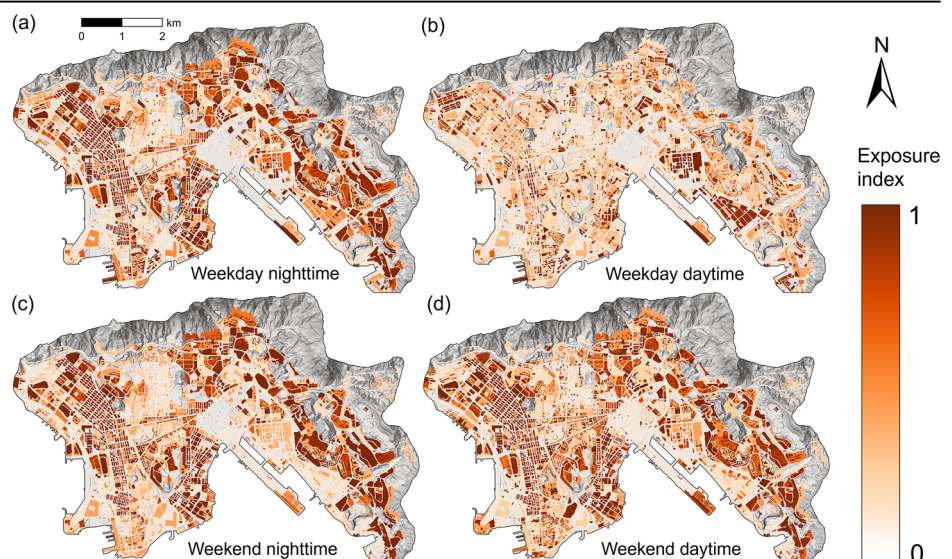 (a)
km
0 1 2
Weekday nighttime
(b)
Weekday daytime
N
Exposure
index
1
0
(c)
Weekend nighttime
(d)
Weekend daytime